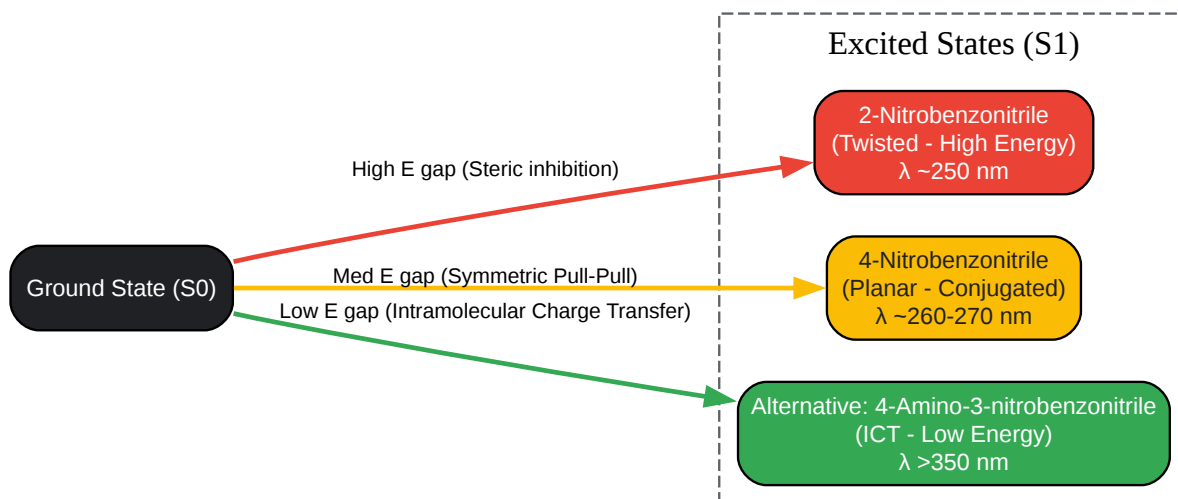 Excited States (S1)
2-Nitrobenzonitrile
(Twisted - High Energy)
λ ~250 nm
High E gap (Steric inhibition)
Ground State (S0)
Med E gap (Symmetric Pull-Pull)
4-Nitrobenzonitrile
(Planar - Conjugated)
λ ~260-270 nm
Low E gap (Intramolecular Charge Transfer)
Alternative: 4-Amino-3-nitrobenzonitrile
(ICT - Low Energy)
λ >350 nm